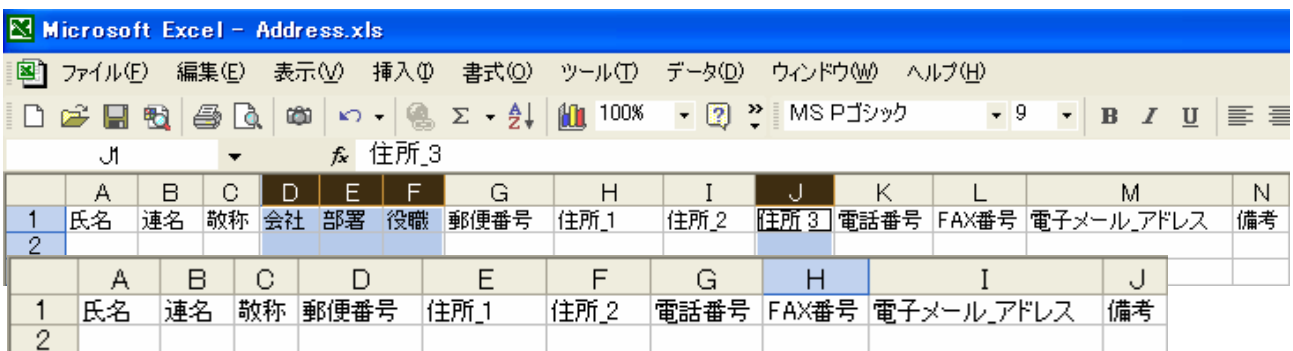 Microsoft Excel - Address.xls
ファイル(F) 編集(E) 表示(V) 挿入(I) 書式(O) ツール(T) データ(D) ウィンドウ(W) ヘルプ(H)
100% MS Pゴシック 9 B I U
J1 fx 住所_3
A B C D E F G H I J K L M N
1 氏名 連名 敬称 会社 部署 役職 郵便番号 住所_1 住所_2 住所_3 電話番号 FAX番号 電子メール_アドレス 備考
2
A B C D E F G H I J
1 氏名 連名 敬称 郵便番号 住所_1 住所_2 電話番号 FAX番号 電子メール_アドレス 備考
2